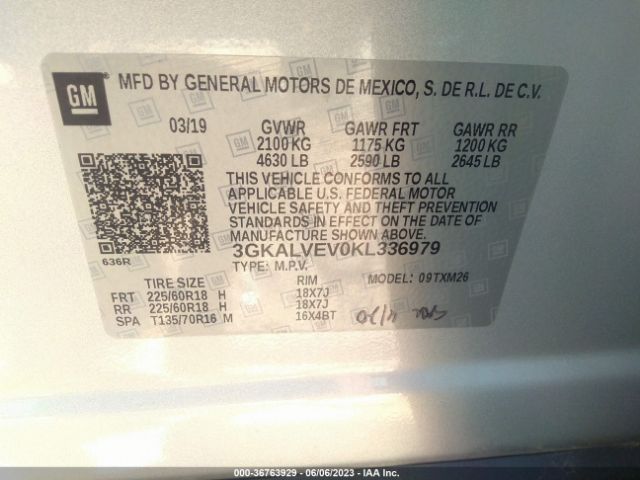 GM
MFD BY GENERAL MOTORS DE MEXICO, S. DE R.L. DE C.V.
03/19 GVWR GAWR FRT GAWR RR
2100 KG 1175 KG 1200 KG
4630 LB 2590 LB 2645 LB
THIS VEHICLE CONFORMS TO ALL
APPLICABLE U.S. FEDERAL MOTOR
VEHICLE SAFETY AND THEFT PREVENTION
STANDARDS IN EFFECT ON THE DATE OF
MANUFACTURE SHOWN ABOVE.
3GKALVEV0KL336979
636R
TYPE: M.P.V. MODEL: 09TXM26
TIRE SIZE RIM
FRT 225/60R18 H 18X7J
RR 225/60R18 H 18X7J
SPA T135/70R16 M 16X4BT
00-36763929 - 06/06/2023 - IAA Inc.